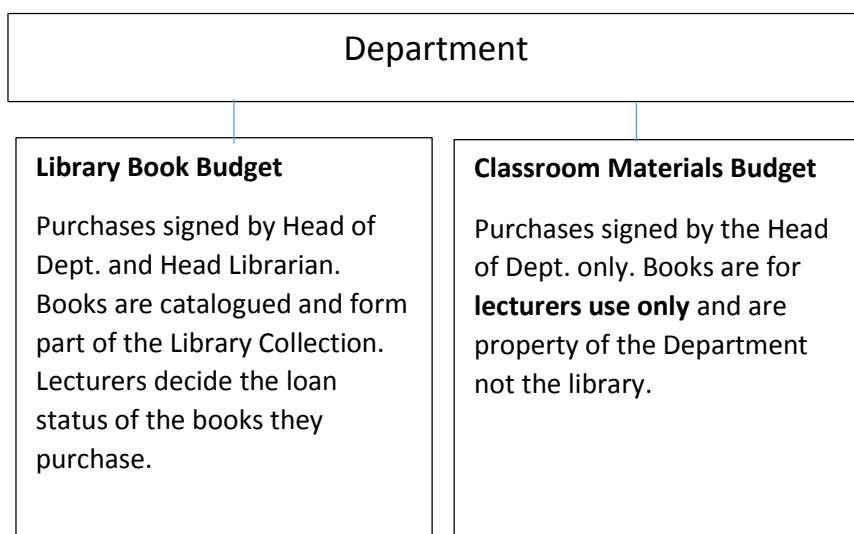 Department
Library Book Budget
Purchases signed by Head of
Dept. and Head Librarian.
Books are catalogued and form
part of the Library Collection.
Lecturers decide the loan
status of the books they
purchase.
Classroom Materials Budget
Purchases signed by the Head
of Dept. only. Books are for
lecturers use only and are
property of the Department
not the library.